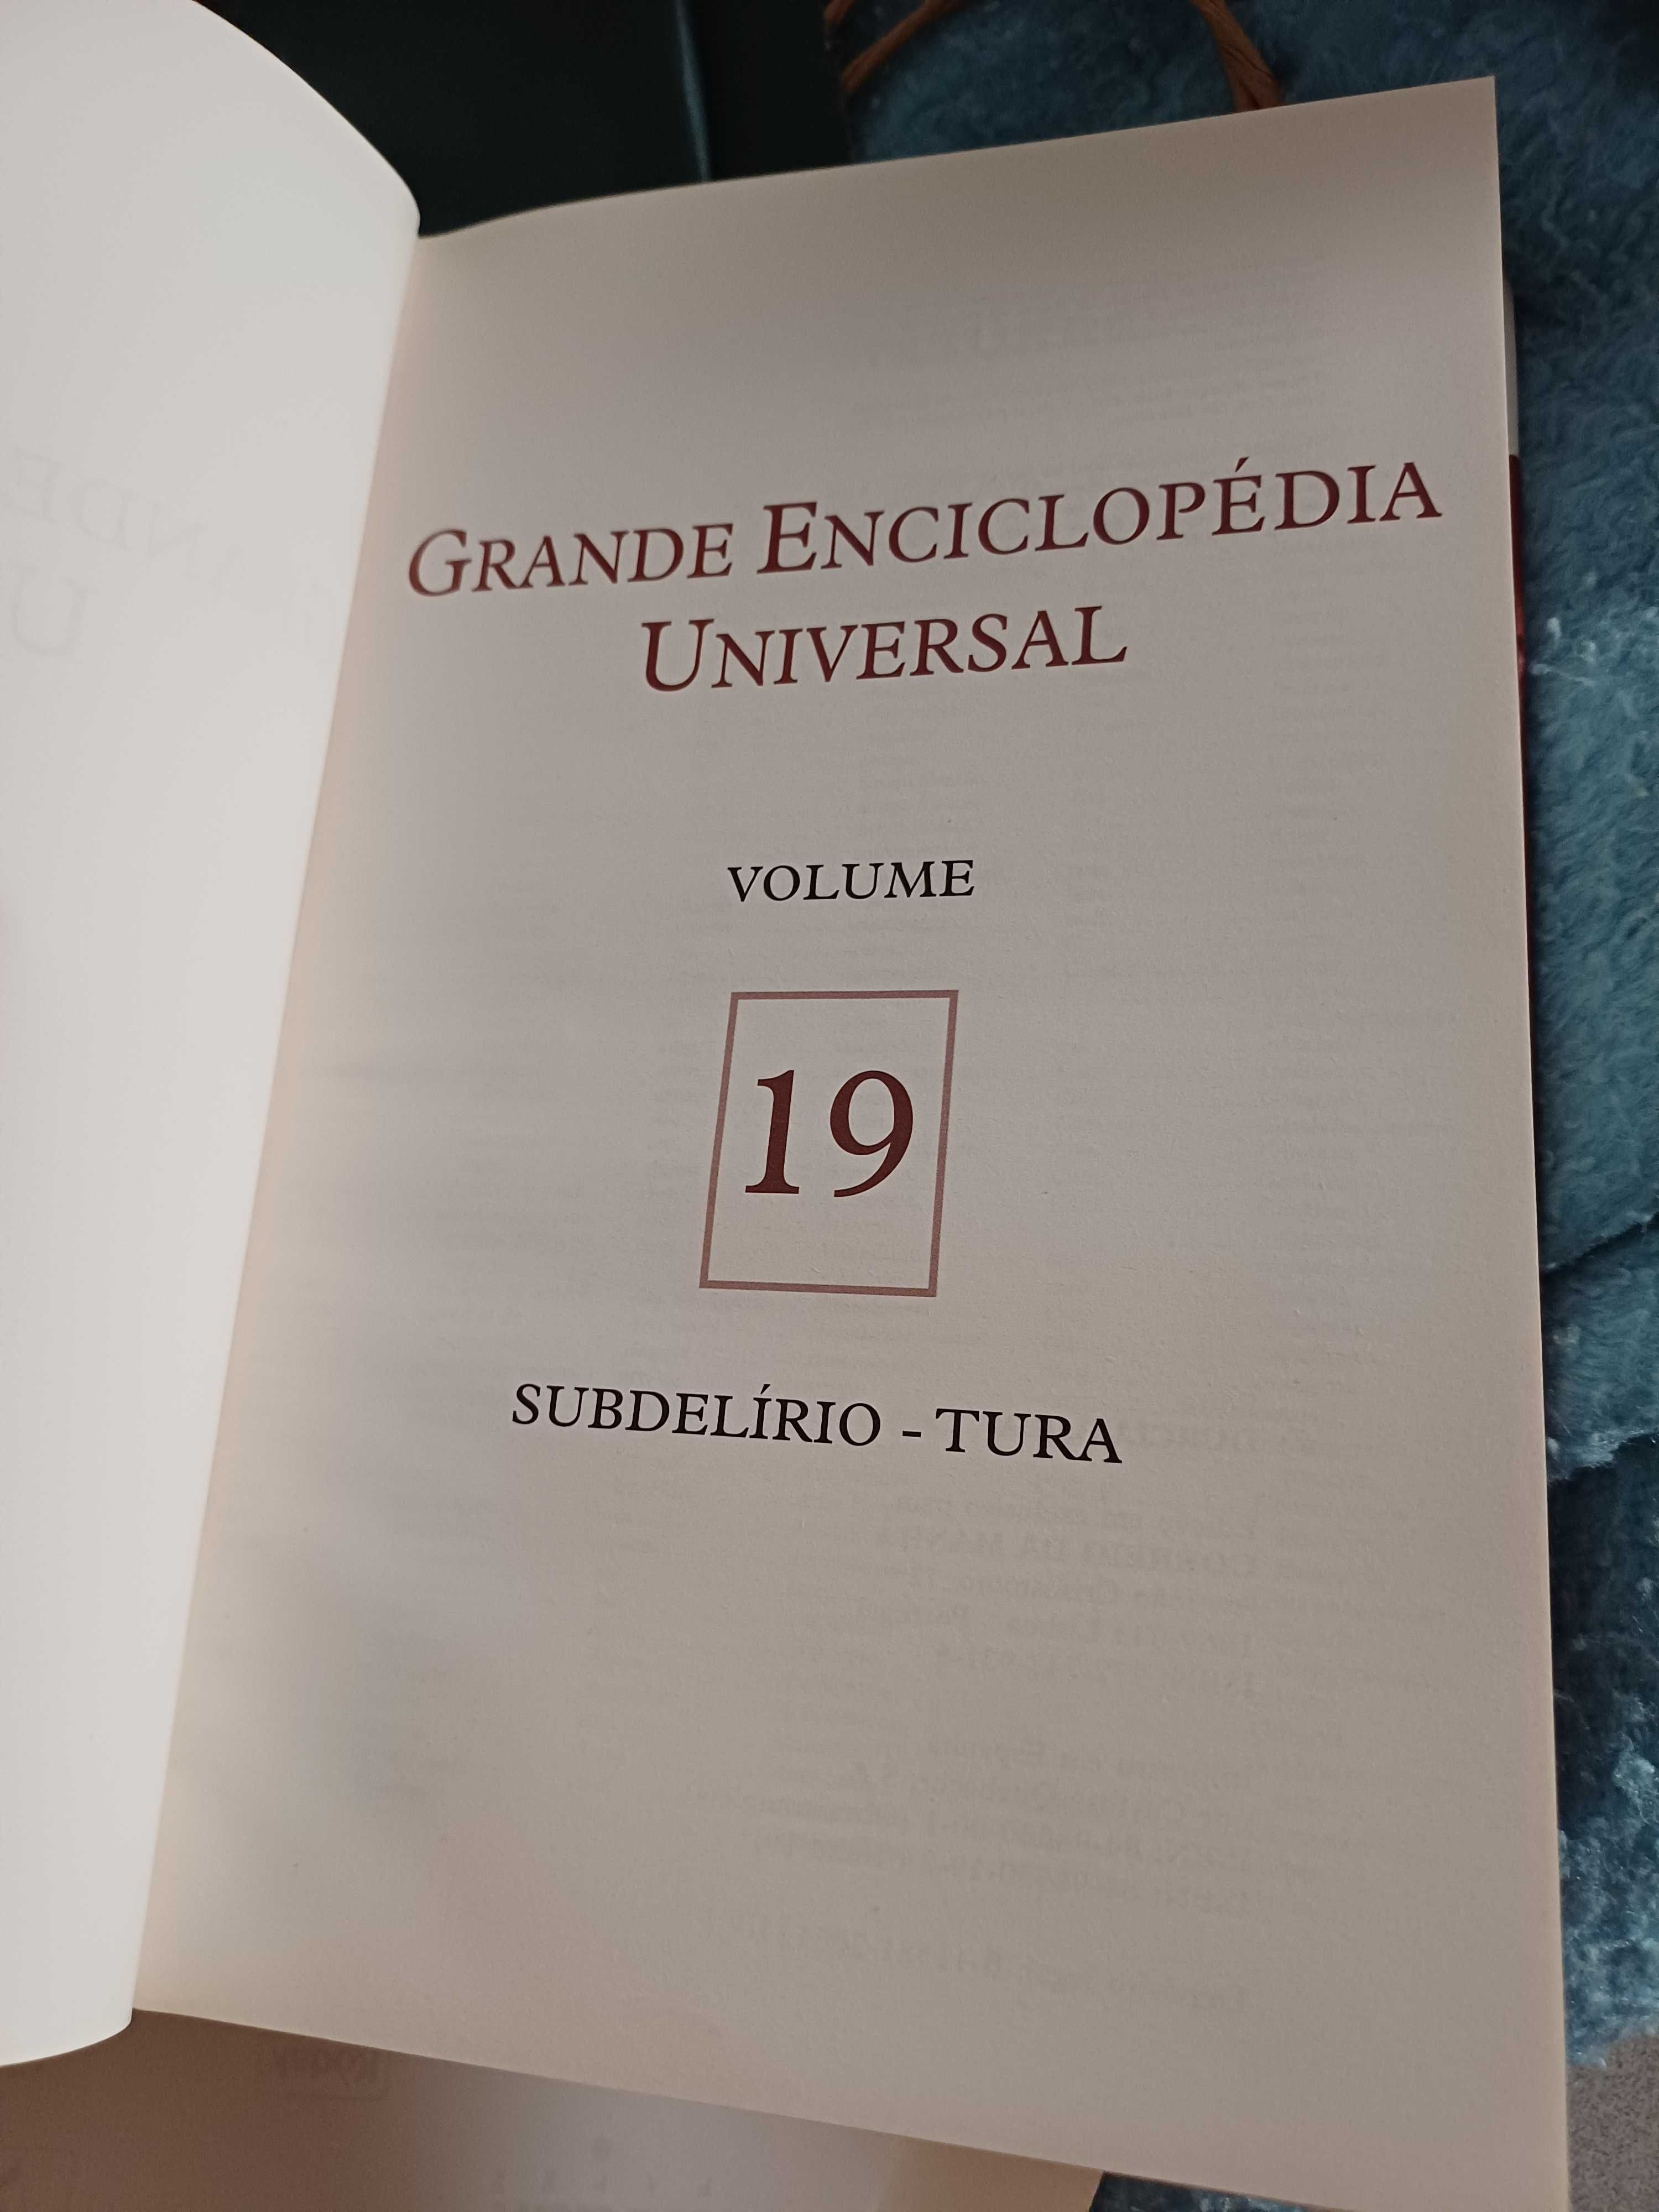 GRANDE ENCICLOPÉDIA
UNIVERSAL
VOLUME
19
SUBDELÍRIO - TURA